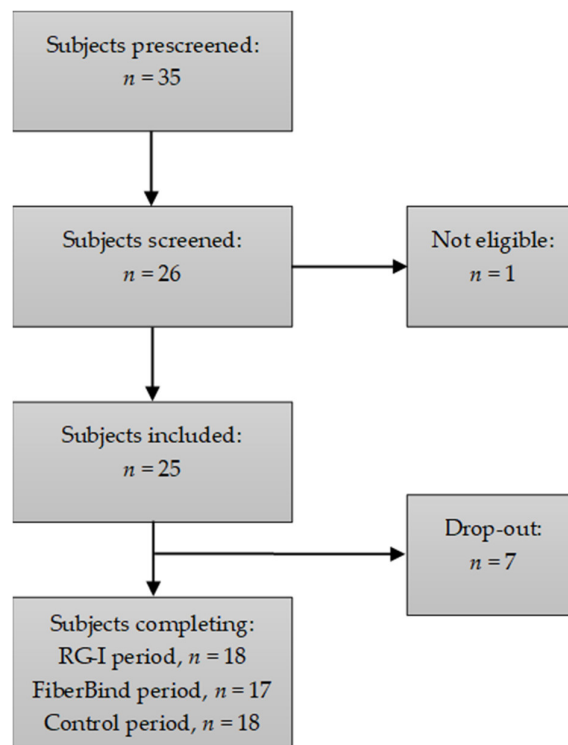 Subjects prescreened:
n = 35
Subjects screened:
n = 26
Not eligible:
n = 1
Subjects included:
n = 25
Drop-out:
n = 7
Subjects completing:
RG-I period, n = 18
FiberBind period, n = 17
Control period, n = 18